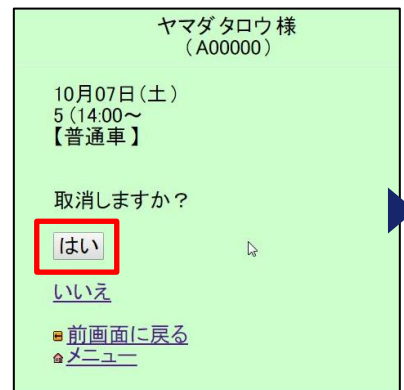 ヤマダ タロウ 様
（A00000）
10月07日（土）
5 (14:00～
【普通車】
取消しますか？
はい
いいえ
前画面に戻る
メニュー